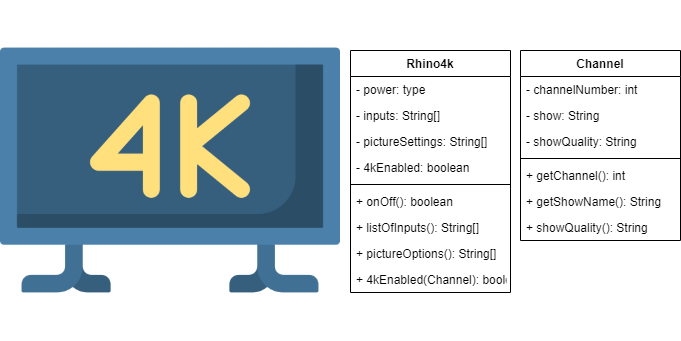 4K
Rhino4k
- power: type
- inputs: String[]
- pictureSettings: String[]
- 4kEnabled: boolean
+ onOff(): boolean
+ listOfInputs(): String[]
+ pictureOptions(): String[]
+ 4kEnabled(Channel): bool
Channel
- channelNumber: int
- show: String
- showQuality: String
+ getChannel(): int
+ getShowName(): String
+ showQuality(): String